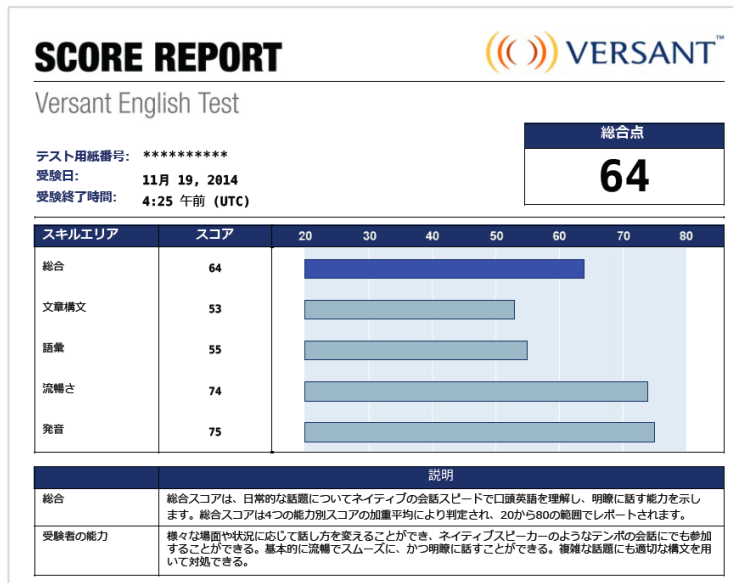 SCORE REPORT
VERSANT™
Versant English Test
総合点
64
テスト用紙番号: **********
受験日: 11月 19, 2014
受験終了時間: 4:25 午前 (UTC)
スキルエリア スコア 20 30 40 50 60 70 80
総合 64
文章構文 53
語彙 55
流暢さ 74
発音 75
説明
総合 総合スコアは、日常的な話題についてネイティブの会話スピードで口頭英語を理解し、明瞭に話す能力を示し
ます。総合スコアは4つの能力別スコアの加重平均により判定され、20から80の範囲でレポートされます。
受験者の能力 様々な場面や状況に応じて話し方を変えることができ、ネイティブスピーカーのようなテンポの会話にでも参加
することができる。基本的に流暢でスムーズに、かつ明瞭に話すことができる。複雑な話題にも適切な構文を用
いて対処できる。